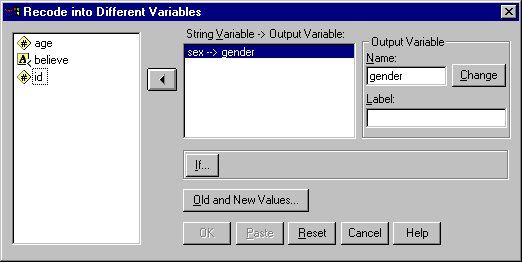 Recode into Different Variables
age
believe
id
String Variable -> Output Variable:
sex --> gender
Output Variable
Name:
gender
Change
Label:
If...
Old and New Values...
OK
Paste
Reset
Cancel
Help